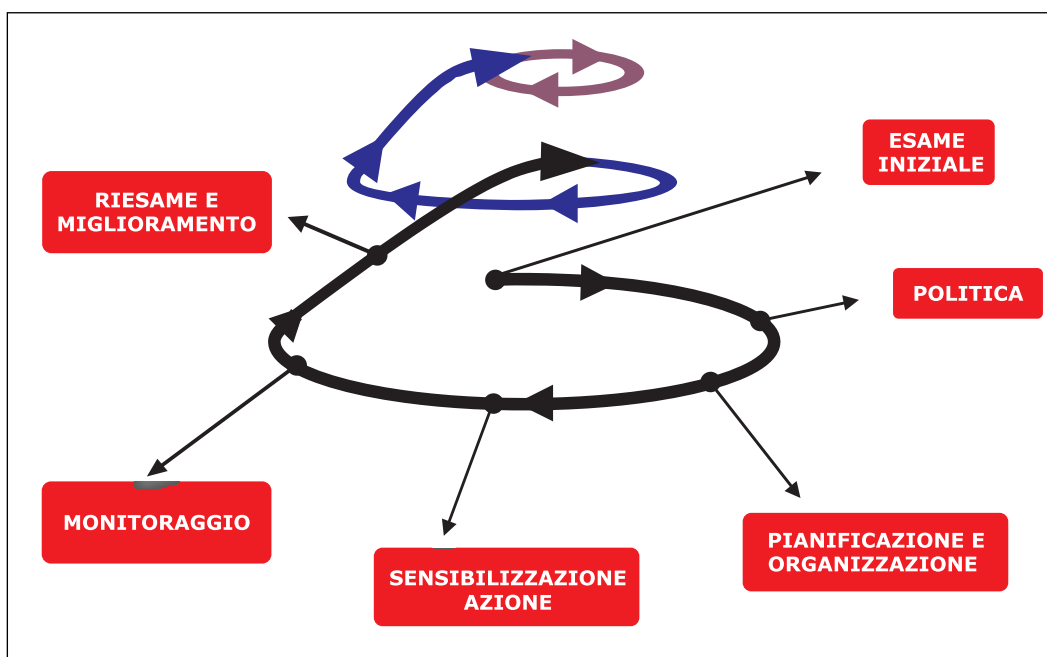 ESAME
INIZIALE
RIESAME E
MIGLIORAMENTO
POLITICA
MONITORAGGIO
PIANIFICAZIONE E
ORGANIZZAZIONE
SENSIBILIZZAZIONE
AZIONE